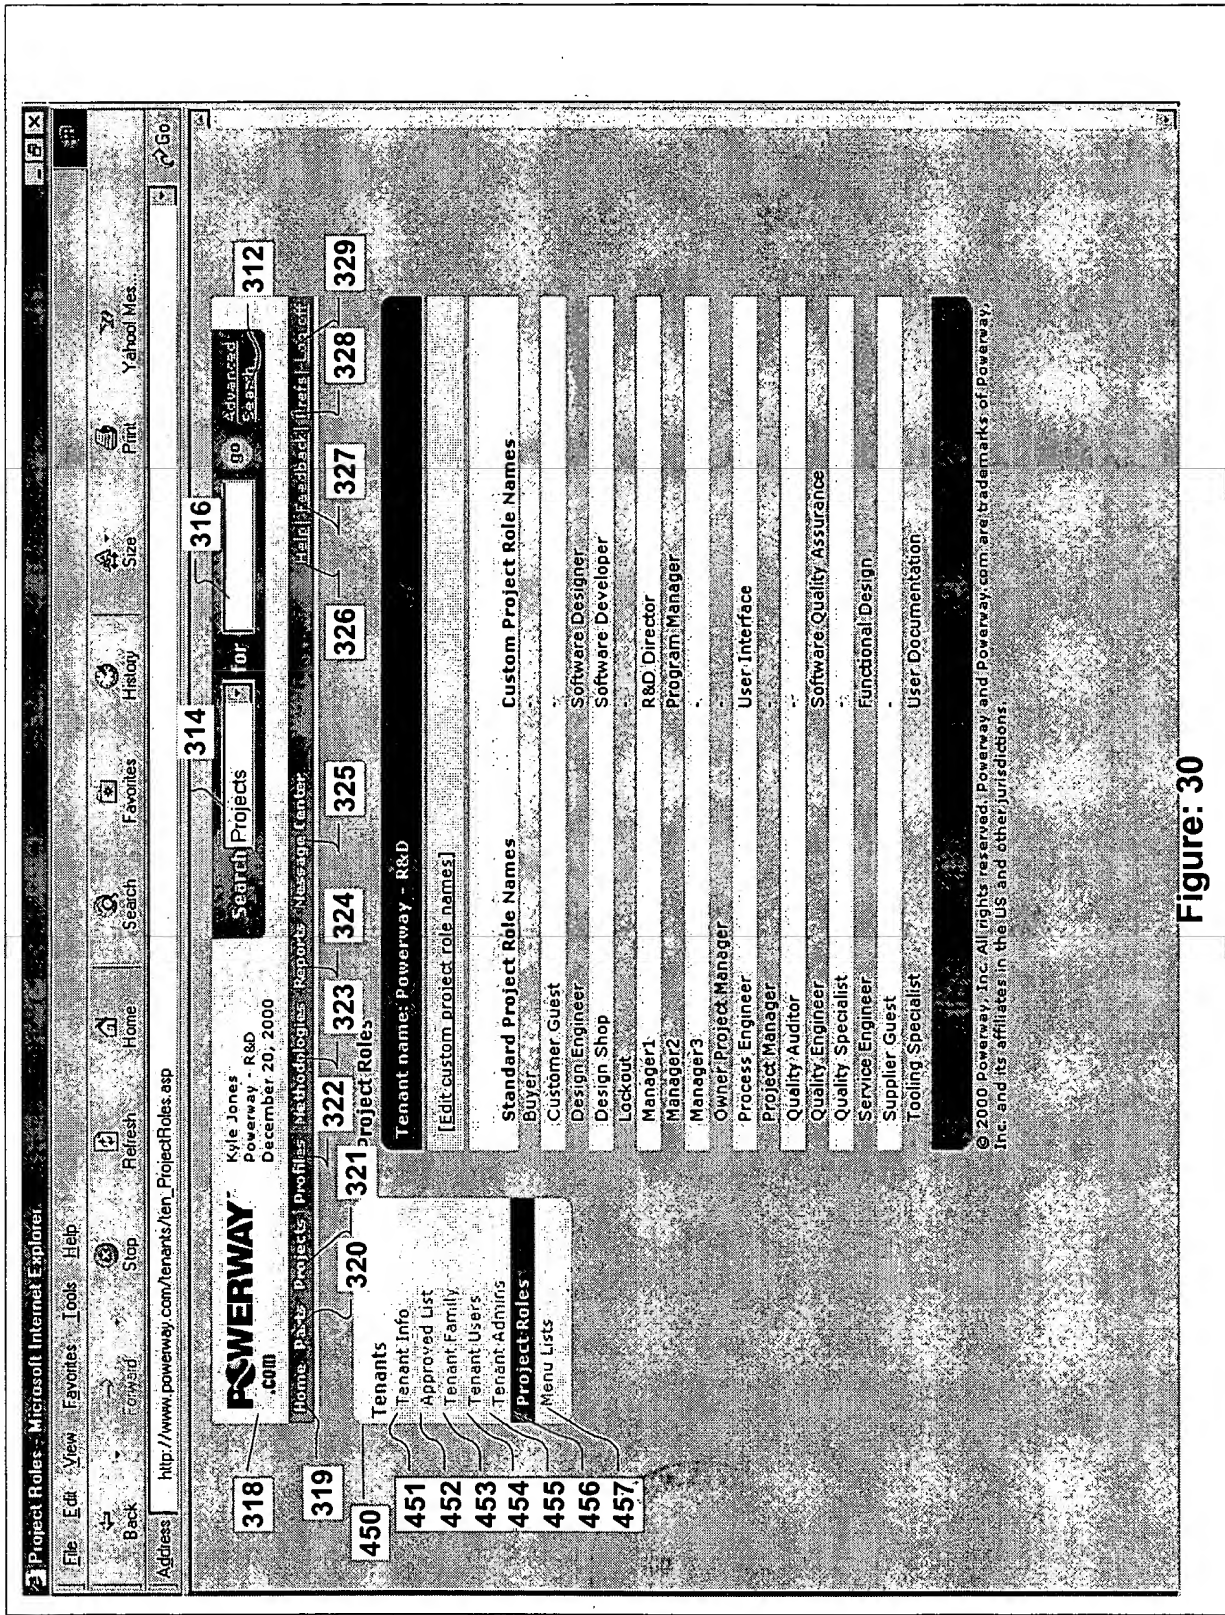 Project Roles - Microsoft Internet Explorer
File Edit View Favorites Tools Help
Back Forward Stop Refresh Home Search Favorites History Size Print Yahoo! Mes.
Address http://www.powerway.com/tenants/ten_ProjectRoles.asp Go
314 316
318 POWERWAY .com
Kyle Jones
Powerway - R&D
December 20, 2000
Search Projects for go Advanced Search 312
319 Home Parts Projects Profiles Methodologies Reports Message Center Help Feedback Prefs Log off
320 321 322 323 324 325 326 327 328 329
Project Roles
450 Tenants
451 Tenant Info
452 Approved List
453 Tenant Family
454 Tenant Users
455 Tenant Admins
456 Project Roles
457 Menu Lists
Tenant name: Powerway - R&D
[Edit custom project role names]
Standard Project Role Names Custom Project Role Names
Buyer -
Customer Guest -
Design Engineer Software Designer
Design Shop Software Developer
Lockout -
Manager1 R&D Director
Manager2 Program Manager
Manager3 -
Owner Project Manager -
Process Engineer User Interface
Project Manager -
Quality Auditor -
Quality Engineer Software Quality Assurance
Quality Specialist -
Service Engineer Functional Design
Supplier Guest -
Tooling Specialist User Documentation
© 2000 Powerway, Inc. All rights reserved. Powerway and Powerway.com are trademarks of Powerway,
Inc. and its affiliates in the US and other jurisdictions.
Figure: 30